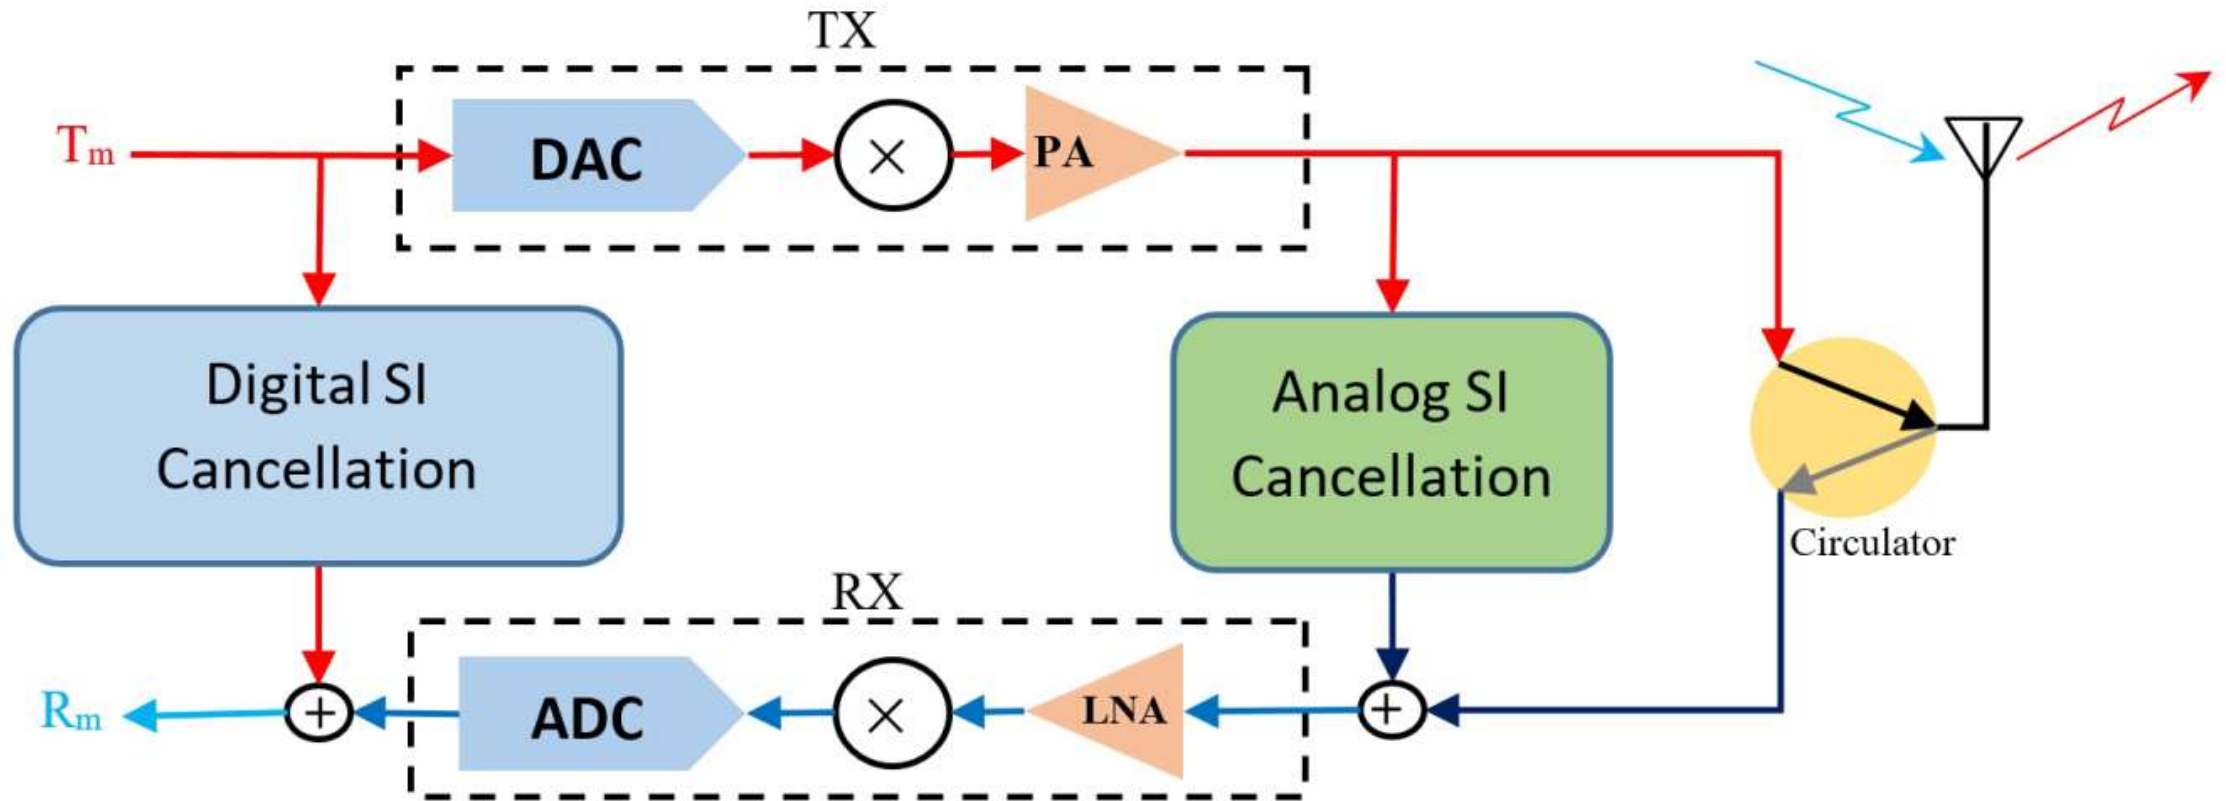 TX
Tm
DAC
×
PA
Digital SI
Cancellation
Analog SI
Cancellation
Circulator
RX
Rm
+
ADC
×
LNA
+